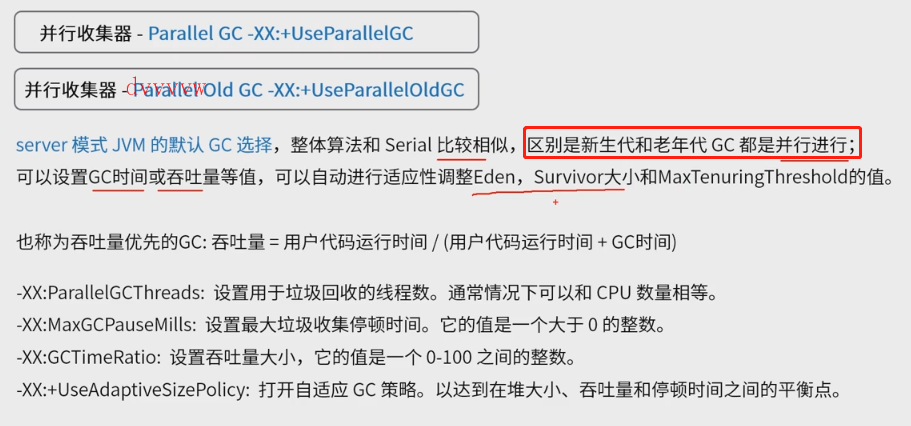 并行收集器 - Parallel GC -XX:+UseParallelGC
并行收集器 - ParallelOld GC -XX:+UseParallelOldGC
dvvvvw
server 模式 JVM 的默认 GC 选择，整体算法和 Serial 比较相似，区别是新生代和老年代 GC 都是并行进行；
可以设置GC时间或吞吐量等值，可以自动进行适应性调整Eden，Survivor大小和MaxTenuringThreshold的值。
也称为吞吐量优先的GC: 吞吐量 = 用户代码运行时间 / (用户代码运行时间 + GC时间)
-XX:ParallelGCThreads: 设置用于垃圾回收的线程数。通常情况下可以和 CPU 数量相等。
-XX:MaxGCPauseMills: 设置最大垃圾收集停顿时间。它的值是一个大于 0 的整数。
-XX:GCTimeRatio: 设置吞吐量大小，它的值是一个 0-100 之间的整数。
-XX:+UseAdaptiveSizePolicy: 打开自适应 GC 策略。以达到在堆大小、吞吐量和停顿时间之间的平衡点。